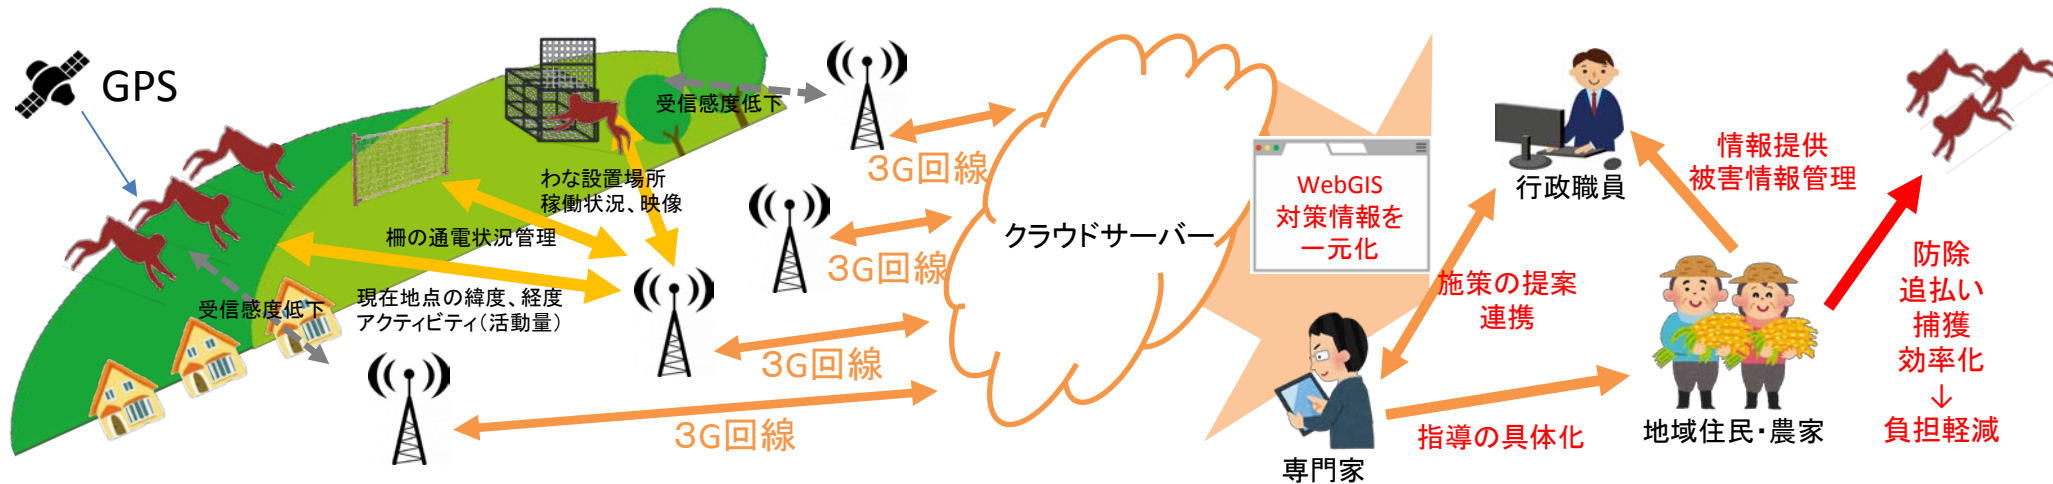 GPS
受信感度低下
わな設置場所
稼働状況、映像
柵の通電状況管理
現在地点の緯度、経度
アクティビティ(活動量)
受信感度低下
3G回線
3G回線
3G回線
3G回線
クラウドサーバー
WebGIS
対策情報を
一元化
行政職員
情報提供
被害情報管理
施策の提案
連携
専門家
指導の具体化
地域住民・農家
防除
追払い
捕獲
効率化
↓
負担軽減